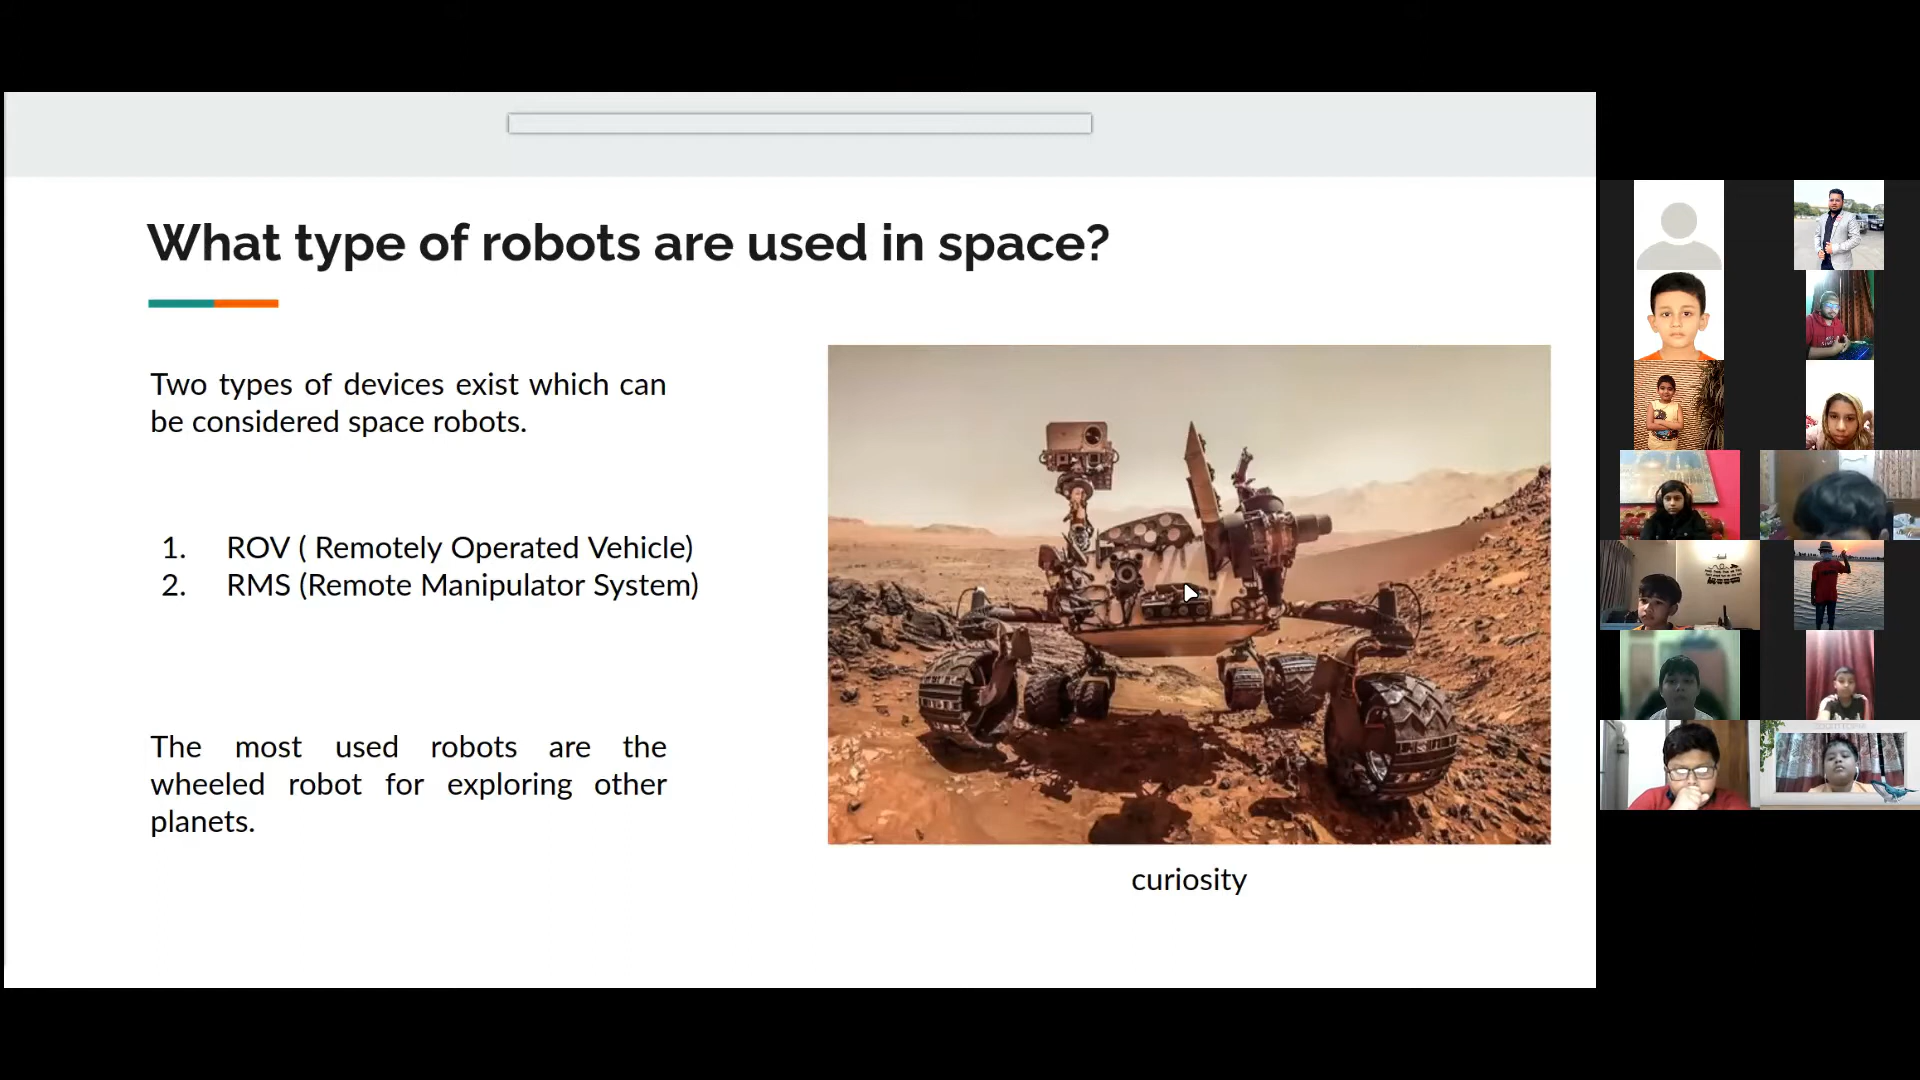 What type of robots are used in space?
Two types of devices exist which can
be considered space robots.
1. ROV ( Remotely Operated Vehicle)
2. RMS (Remote Manipulator System)
The most used robots are the
wheeled robot for exploring other
planets.
curiosity